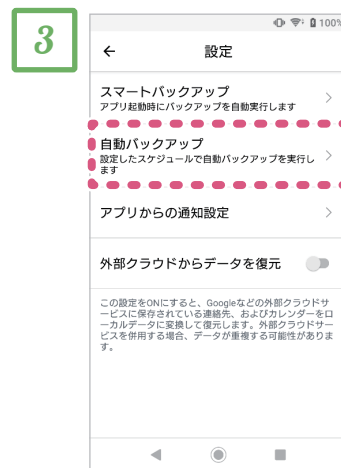 3
100%
設定
スマートバックアップ
アプリ起動時にバックアップを自動実行します
自動バックアップ
設定したスケジュールで自動バックアップを実行し
ます
アプリからの通知設定
外部クラウドからデータを復元
この設定をONにすると、Googleなどの外部クラウドサ
ービスに保存されている連絡先、およびカレンダーをロ
ーカルデータに変換して復元します。外部クラウドサー
ビスを併用する場合、データが重複する可能性がありま
す。